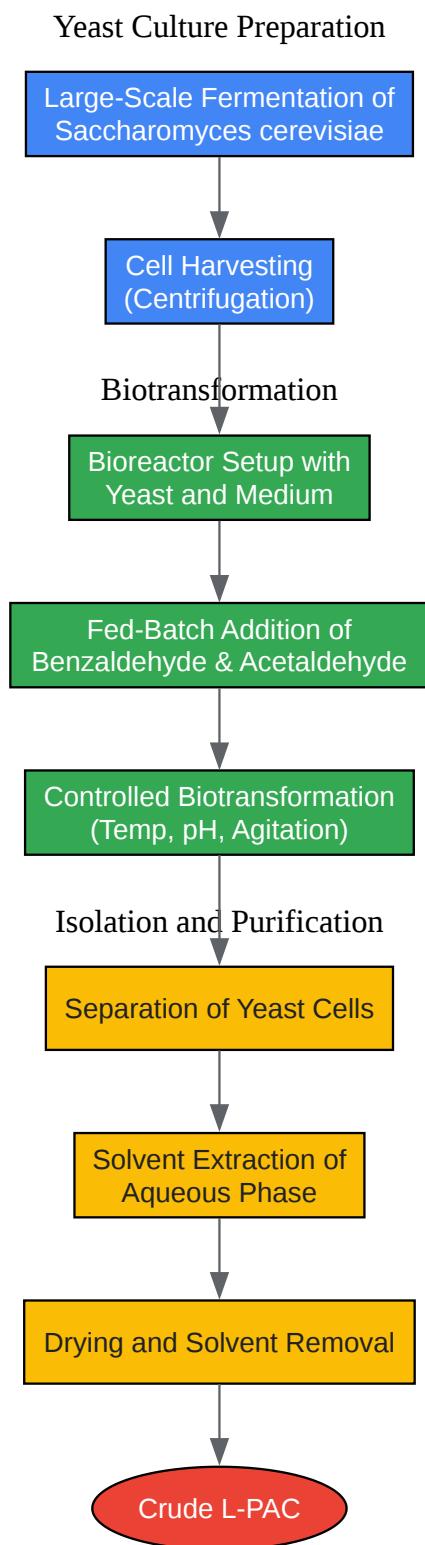 Yeast Culture Preparation
Large-Scale Fermentation of
Saccharomyces cerevisiae
Cell Harvesting
(Centrifugation)
Biotransformation
Bioreactor Setup with
Yeast and Medium
Fed-Batch Addition of
Benzaldehyde & Acetaldehyde
Controlled Biotransformation
(Temp, pH, Agitation)
Isolation and Purification
Separation of Yeast Cells
Solvent Extraction of
Aqueous Phase
Drying and Solvent Removal
Crude L-PAC